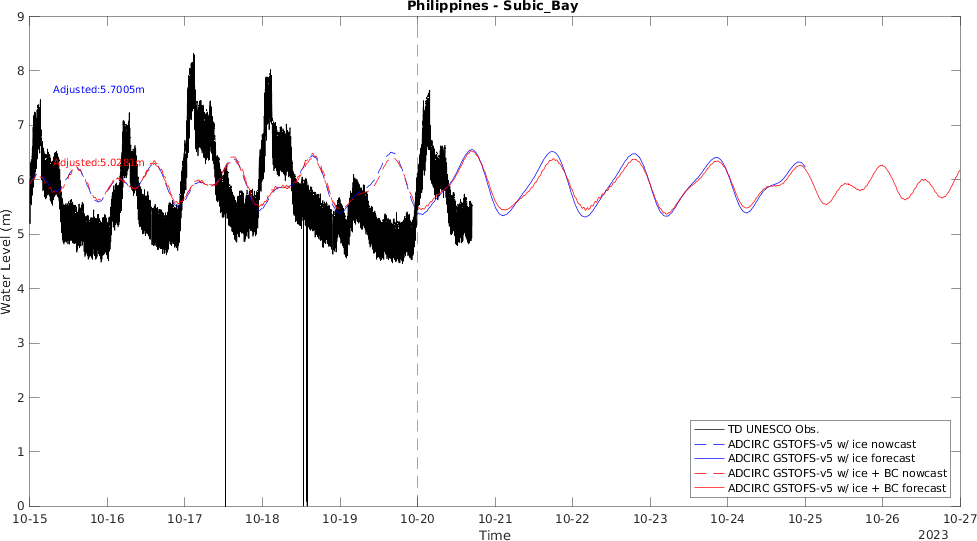 Philippines - Subic_Bay
9
8
7
6
5
4
3
2
1
0
Water Level (m)
Adjusted:5.7005m
TD UNESCO Obs.
ADCIRC GSTOFS-v5 w/ ice nowcast
ADCIRC GSTOFS-v5 w/ ice forecast
ADCIRC GSTOFS-v5 w/ ice + BC nowcast
ADCIRC GSTOFS-v5 w/ ice + BC forecast
10-15
10-16
10-17
10-18
10-19
10-20
10-21
10-22
10-23
10-24
10-25
10-26
10-27
Time
2023